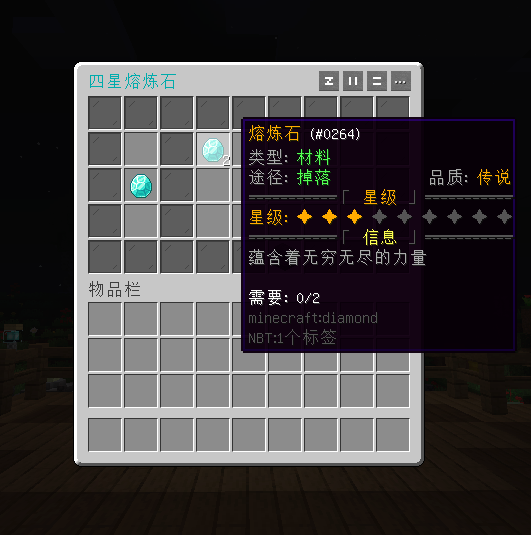 四星熔炼石
熔炼石 (#0264)
类型: 材料
途径: 掉落 品质: 传说
「 星级 」
星级:
「 信息 」
蕴含着无穷无尽的力量
需要: 0/2
minecraft:diamond
NBT:1个标签
2
物品栏